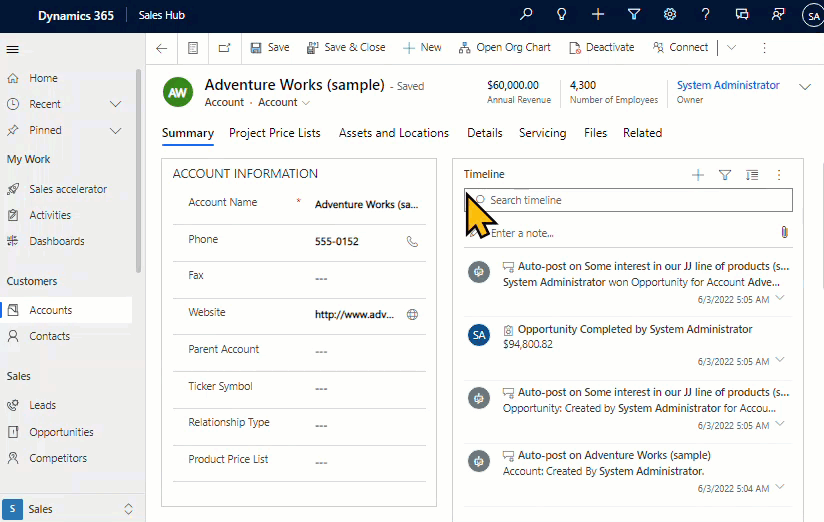 Dynamics 365
Sales Hub
SA
Save
Save & Close
New
Open Org Chart
Deactivate
Connect
Home
Recent
Pinned
My Work
Sales accelerator
Activities
Dashboards
Customers
Accounts
Contacts
Sales
Leads
Opportunities
Competitors
S
Sales
AW
Adventure Works (sample) - Saved
Account · Account
$60,000.00
Annual Revenue
4,300
Number of Employees
System Administrator
Owner
Summary
Project Price Lists
Assets and Locations
Details
Servicing
Files
Related
ACCOUNT INFORMATION
Account Name * Adventure Works (sa...
Phone 555-0152
Fax ---
Website http://www.adv...
Parent Account ---
Ticker Symbol ---
Relationship Type ---
Product Price List ---
Timeline
Search timeline
Enter a note...
Auto-post on Some interest in our JJ line of products (s...
System Administrator won Opportunity for Account Adve...
6/3/2022 5:05 AM
SA
Opportunity Completed by System Administrator
$94,800.82
6/3/2022 5:05 AM
Auto-post on Some interest in our JJ line of products (s...
Opportunity: Created by System Administrator for Accou...
6/3/2022 5:05 AM
Auto-post on Adventure Works (sample)
Account: Created By System Administrator.
6/3/2022 5:04 AM